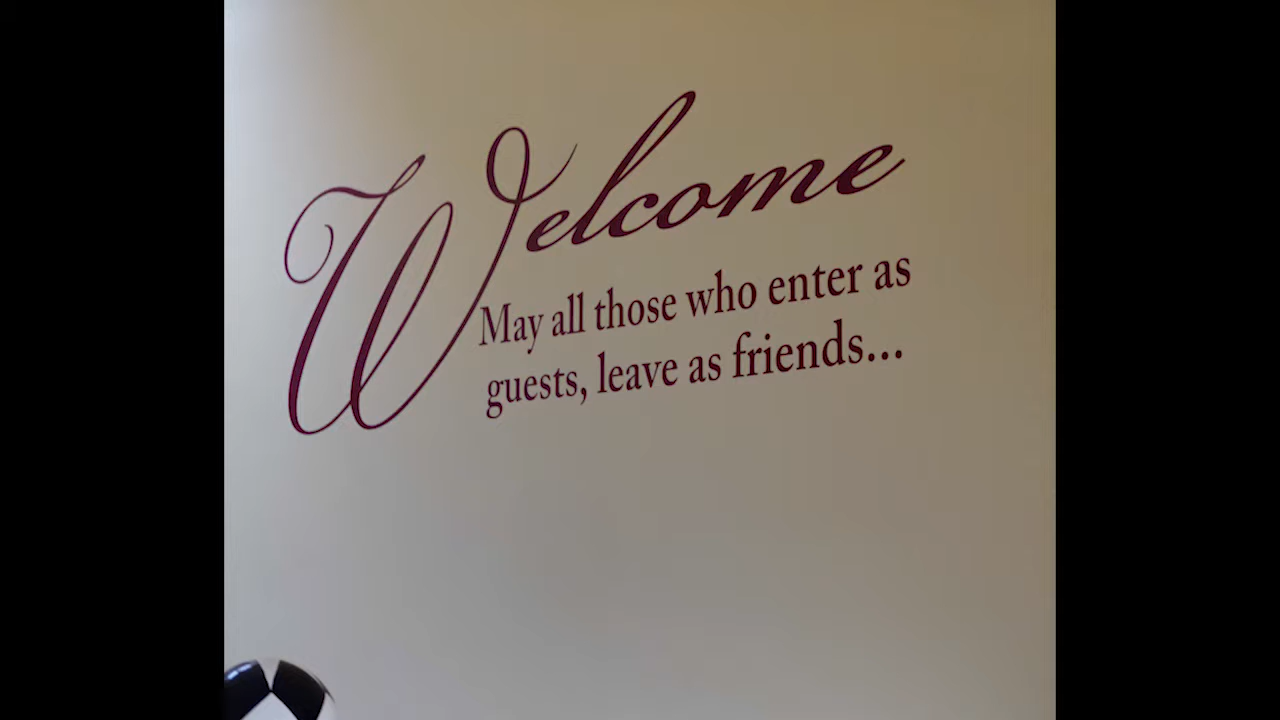 Welcome
May all those who enter as
guests, leave as friends...